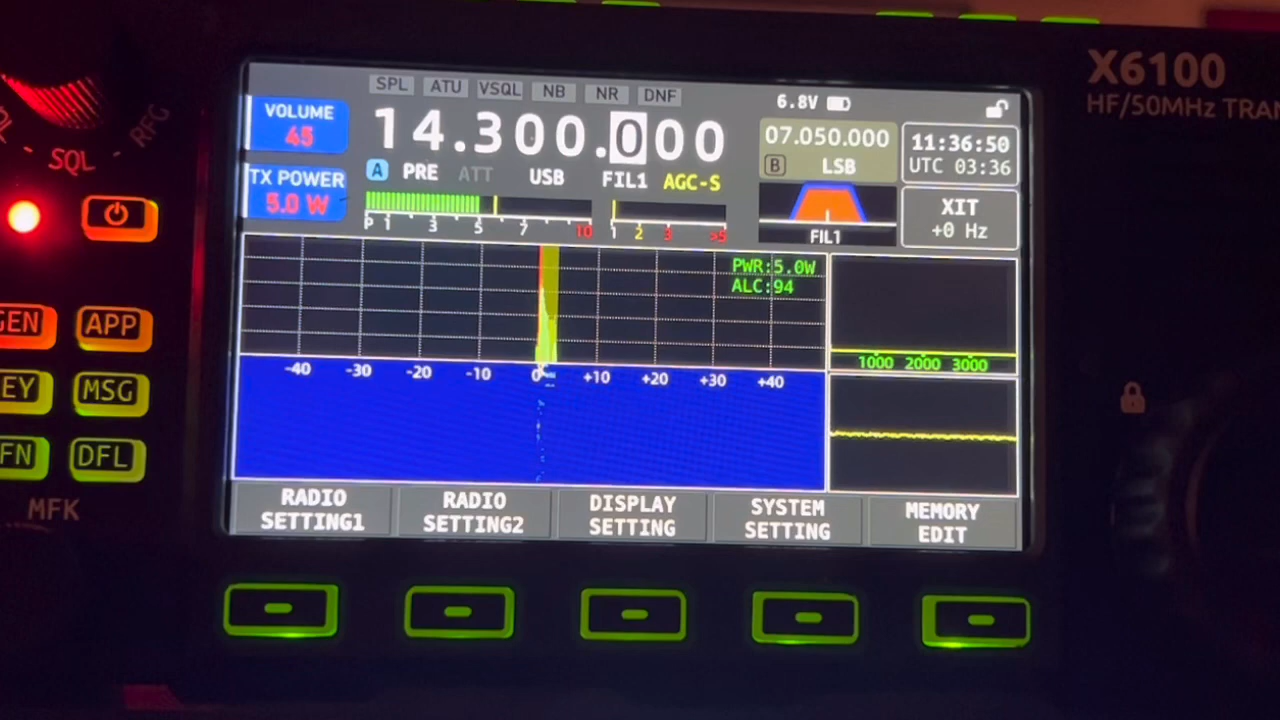 X6100
HF/50MHz TRAN
SPL ATU VSQL NB NR DNF
6.8V
VOLUME
45
14.300.000
07.050.000
B LSB
11:36:50
UTC 03:36
RFG
SQL
A PRE ATT USB FIL1 AGC-S
TX POWER
5.0 W
P 1 3 5 7 10
1 2 3 >5
FIL1
XIT
+0 Hz
PWR:5.0W
ALC:94
GEN APP
1000 2000 3000
-40 -30 -20 -10 0 +10 +20 +30 +40
KEY MSG
FN DFL
MFK
RADIO SETTING1
RADIO SETTING2
DISPLAY SETTING
SYSTEM SETTING
MEMORY EDIT